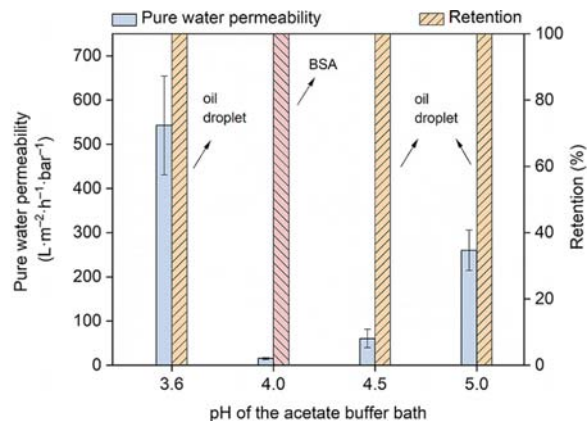 Pure water permeability
Retention
Pure water permeability
(L·m⁻²·h⁻¹·bar⁻¹)
700
600
500
400
300
200
100
0
oil
droplet
BSA
oil
droplet
100
80
60
40
20
0
Retention (%)
3.6 4.0 4.5 5.0
pH of the acetate buffer bath